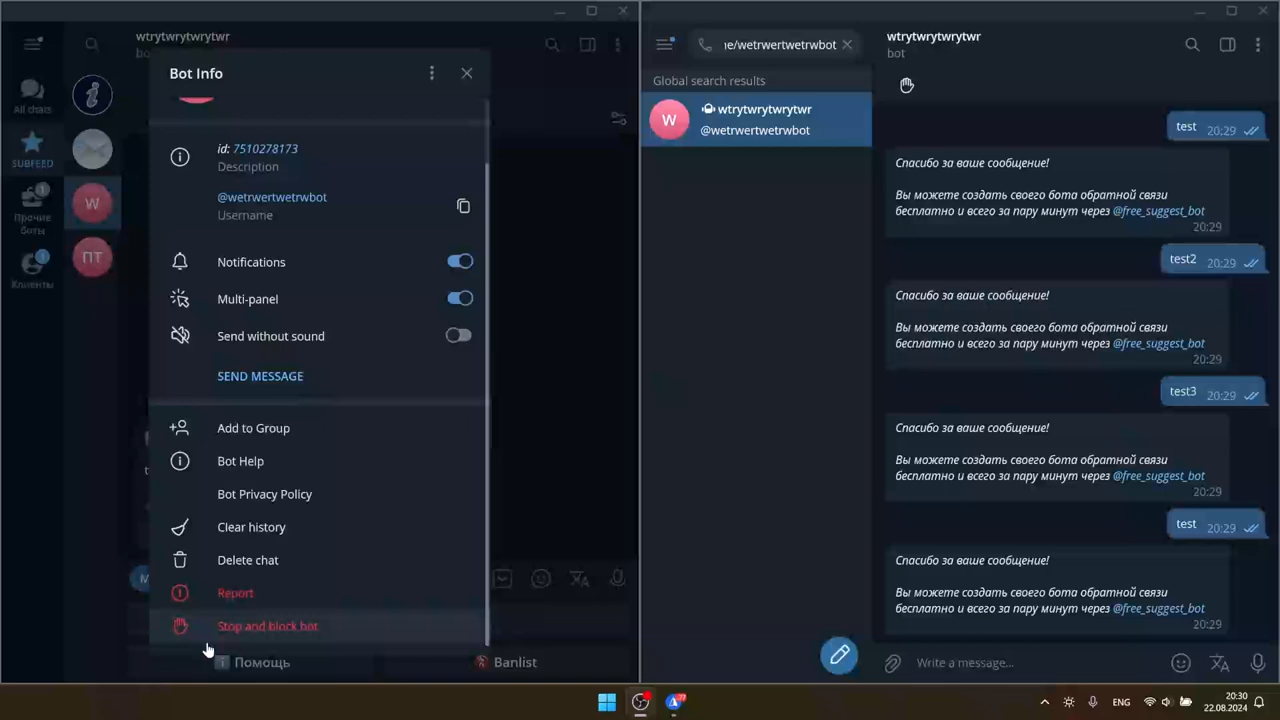 wtrytwrytwrytwr
bot
All chats
SUBFEED
1
Прочие
боты
1
Клиенты
W
ПТ
Bot Info
id: 7510278173
Description
@wetrwertwetrwbot
Username
Notifications
Multi-panel
Send without sound
SEND MESSAGE
Add to Group
Bot Help
Bot Privacy Policy
Clear history
Delete chat
Report
Stop and block bot
Помощь
Banlist
e/wetrwertwetrwbot
Global search results
W
wtrytwrytwrytwr
@wetrwertwetrwbot
wtrytwrytwrytwr
bot
test 20:29
Спасибо за ваше сообщение!
Вы можете создать своего бота обратной связи
бесплатно и всего за пару минут через @free_suggest_bot
20:29
test2 20:29
Спасибо за ваше сообщение!
Вы можете создать своего бота обратной связи
бесплатно и всего за пару минут через @free_suggest_bot
20:29
test3 20:29
Спасибо за ваше сообщение!
Вы можете создать своего бота обратной связи
бесплатно и всего за пару минут через @free_suggest_bot
20:29
test 20:29
Спасибо за ваше сообщение!
Вы можете создать своего бота обратной связи
бесплатно и всего за пару минут через @free_suggest_bot
20:29
Write a message...
ENG
20:30
22.08.2024